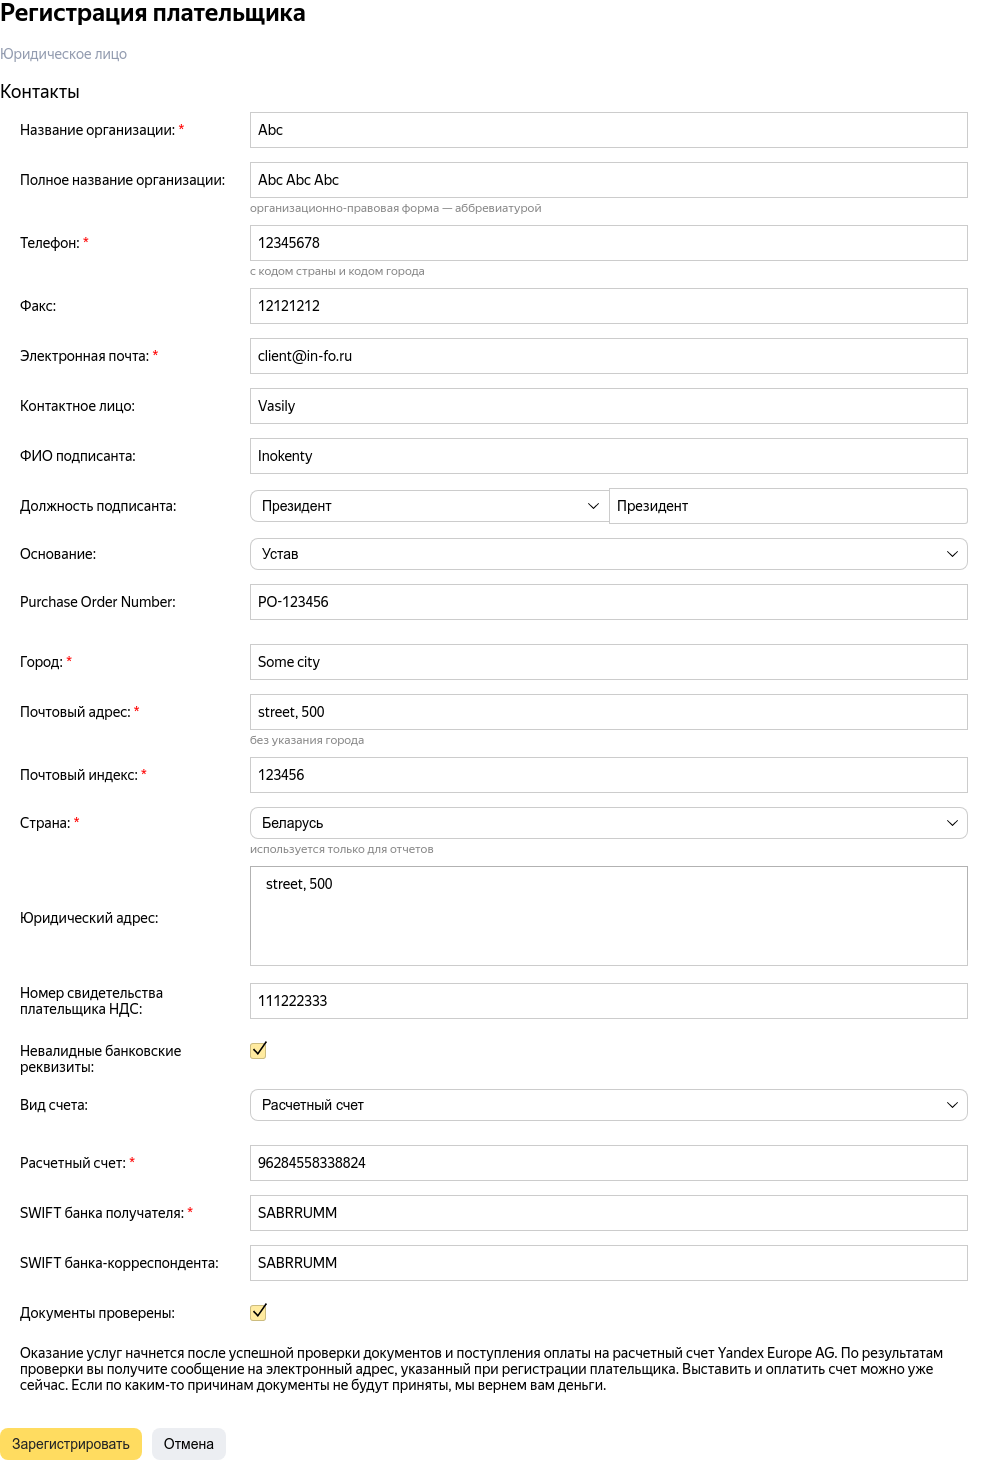 Регистрация плательщика
Юридическое лицо
Контакты
Название организации: *
Abc
Полное название организации:
Abc Abc Abc
организационно-правовая форма — аббревиатурой
Телефон: *
12345678
с кодом страны и кодом города
Факс:
12121212
Электронная почта: *
client@in-fo.ru
Контактное лицо:
Vasily
ФИО подписанта:
Inokenty
Должность подписанта:
Президент
Президент
Основание:
Устав
Purchase Order Number:
PO-123456
Город: *
Some city
Почтовый адрес: *
street, 500
без указания города
Почтовый индекс: *
123456
Страна: *
Беларусь
используется только для отчетов
Юридический адрес:
street, 500
Номер свидетельства
плательщика НДС:
111222333
Невалидные банковские
реквизиты:
Вид счета:
Расчетный счет
Расчетный счет: *
96284558338824
SWIFT банка получателя: *
SABRRUMM
SWIFT банка-корреспондента:
SABRRUMM
Документы проверены:
Оказание услуг начнется после успешной проверки документов и поступления оплаты на расчетный счет Yandex Europe AG. По результатам
проверки вы получите сообщение на электронный адрес, указанный при регистрации плательщика. Выставить и оплатить счет можно уже
сейчас. Если по каким-то причинам документы не будут приняты, мы вернем вам деньги.
Зарегистрировать
Отмена